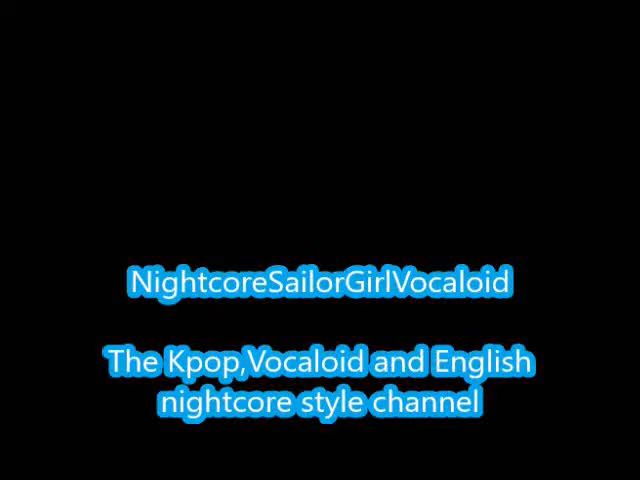 NightcoreSailorGirlVocaloid
The Kpop,Vocaloid and English
nightcore style channel